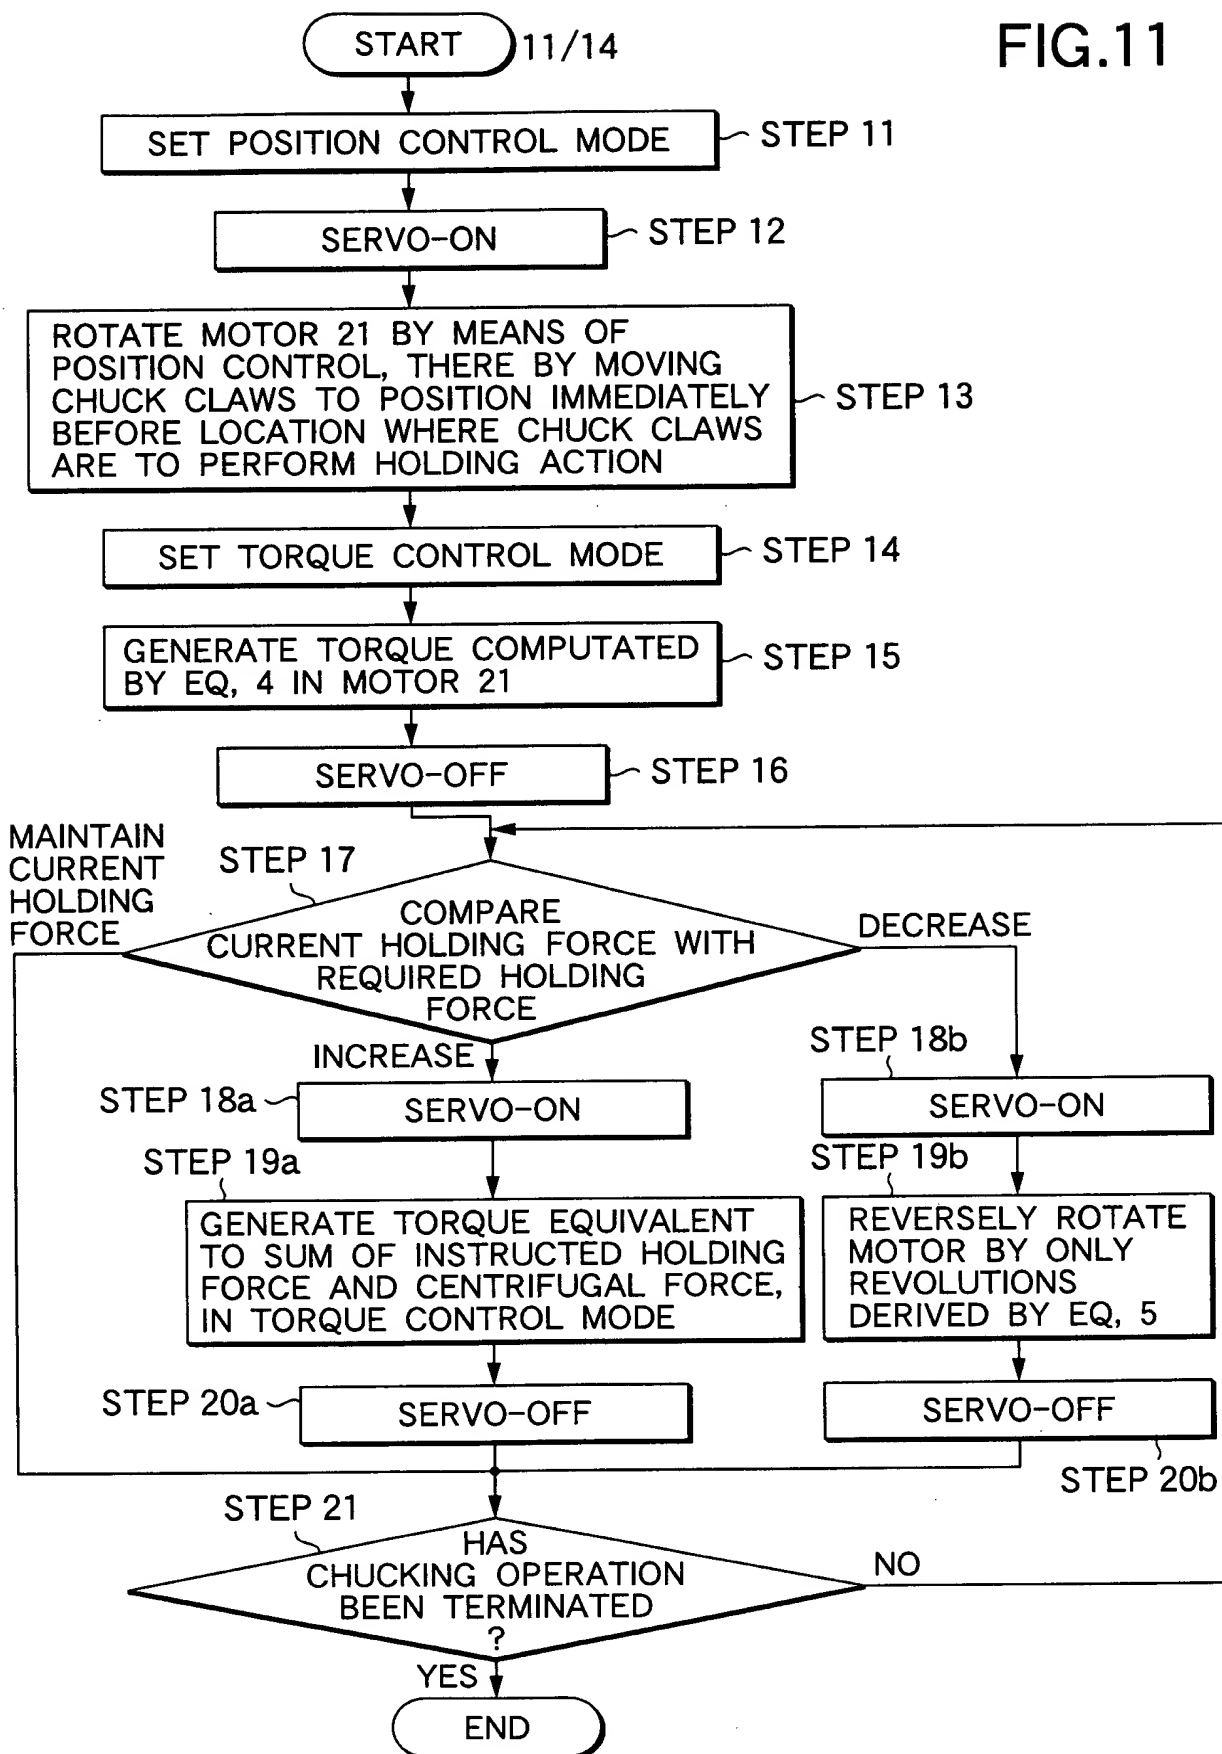 START
11/14
FIG.11
SET POSITION CONTROL MODE
STEP 11
SERVO-ON
STEP 12
ROTATE MOTOR 21 BY MEANS OF
POSITION CONTROL, THERE BY MOVING
CHUCK CLAWS TO POSITION IMMEDIATELY
BEFORE LOCATION WHERE CHUCK CLAWS
ARE TO PERFORM HOLDING ACTION
STEP 13
SET TORQUE CONTROL MODE
STEP 14
GENERATE TORQUE COMPUTATED
BY EQ, 4 IN MOTOR 21
STEP 15
SERVO-OFF
STEP 16
MAINTAIN
CURRENT
HOLDING
FORCE
STEP 17
COMPARE
CURRENT HOLDING FORCE WITH
REQUIRED HOLDING
FORCE
DECREASE
INCREASE
STEP 18a
SERVO-ON
STEP 18b
SERVO-ON
STEP 19a
GENERATE TORQUE EQUIVALENT
TO SUM OF INSTRUCTED HOLDING
FORCE AND CENTRIFUGAL FORCE,
IN TORQUE CONTROL MODE
STEP 19b
REVERSELY ROTATE
MOTOR BY ONLY
REVOLUTIONS
DERIVED BY EQ, 5
STEP 20a
SERVO-OFF
SERVO-OFF
STEP 20b
STEP 21
HAS
CHUCKING OPERATION
BEEN TERMINATED
?
NO
YES
END